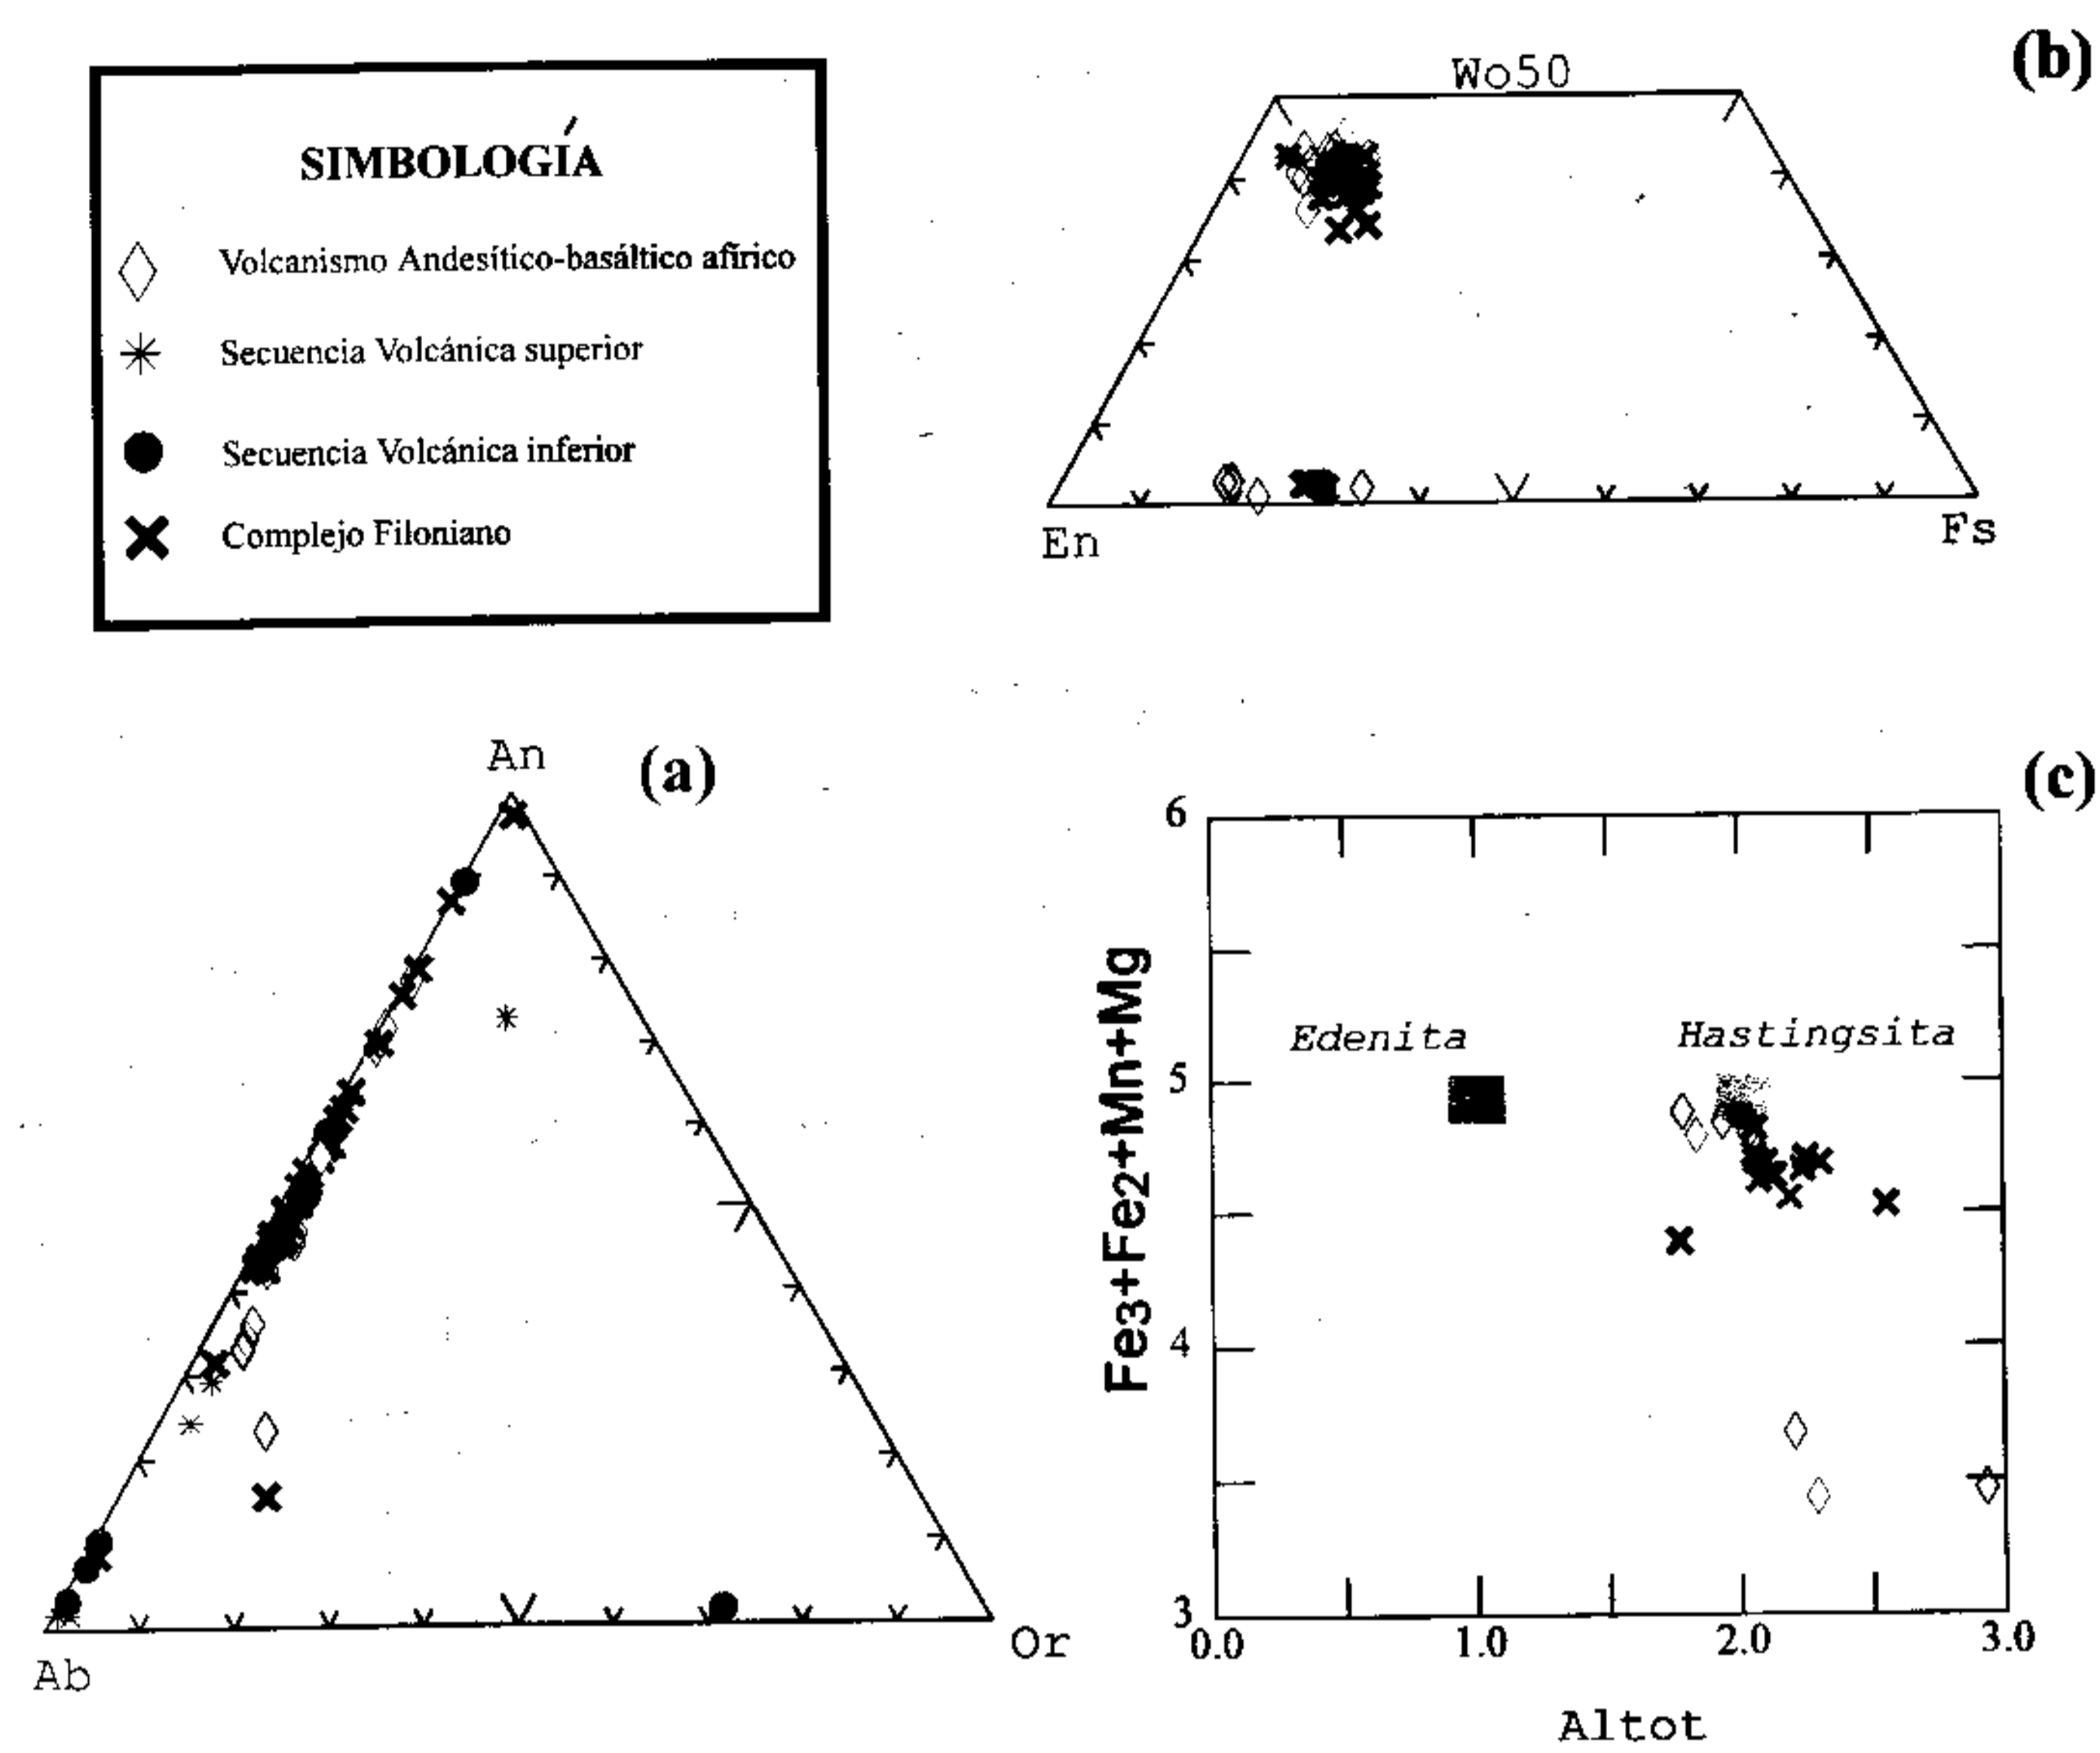 SIMBOLOGÍA
Volcanismo Andesítico-basáltico afírico
Secuencia Volcánica superior
Secuencia Volcánica inferior
Complejo Filoniano
(b)
Wo50
En
Fs
An
(a)
Ab
Or
(c)
6
5
4
3
Fe3+Fe2+Mn+Mg
Edenita
Hastingsita
0.0
1.0
2.0
3.0
Altot